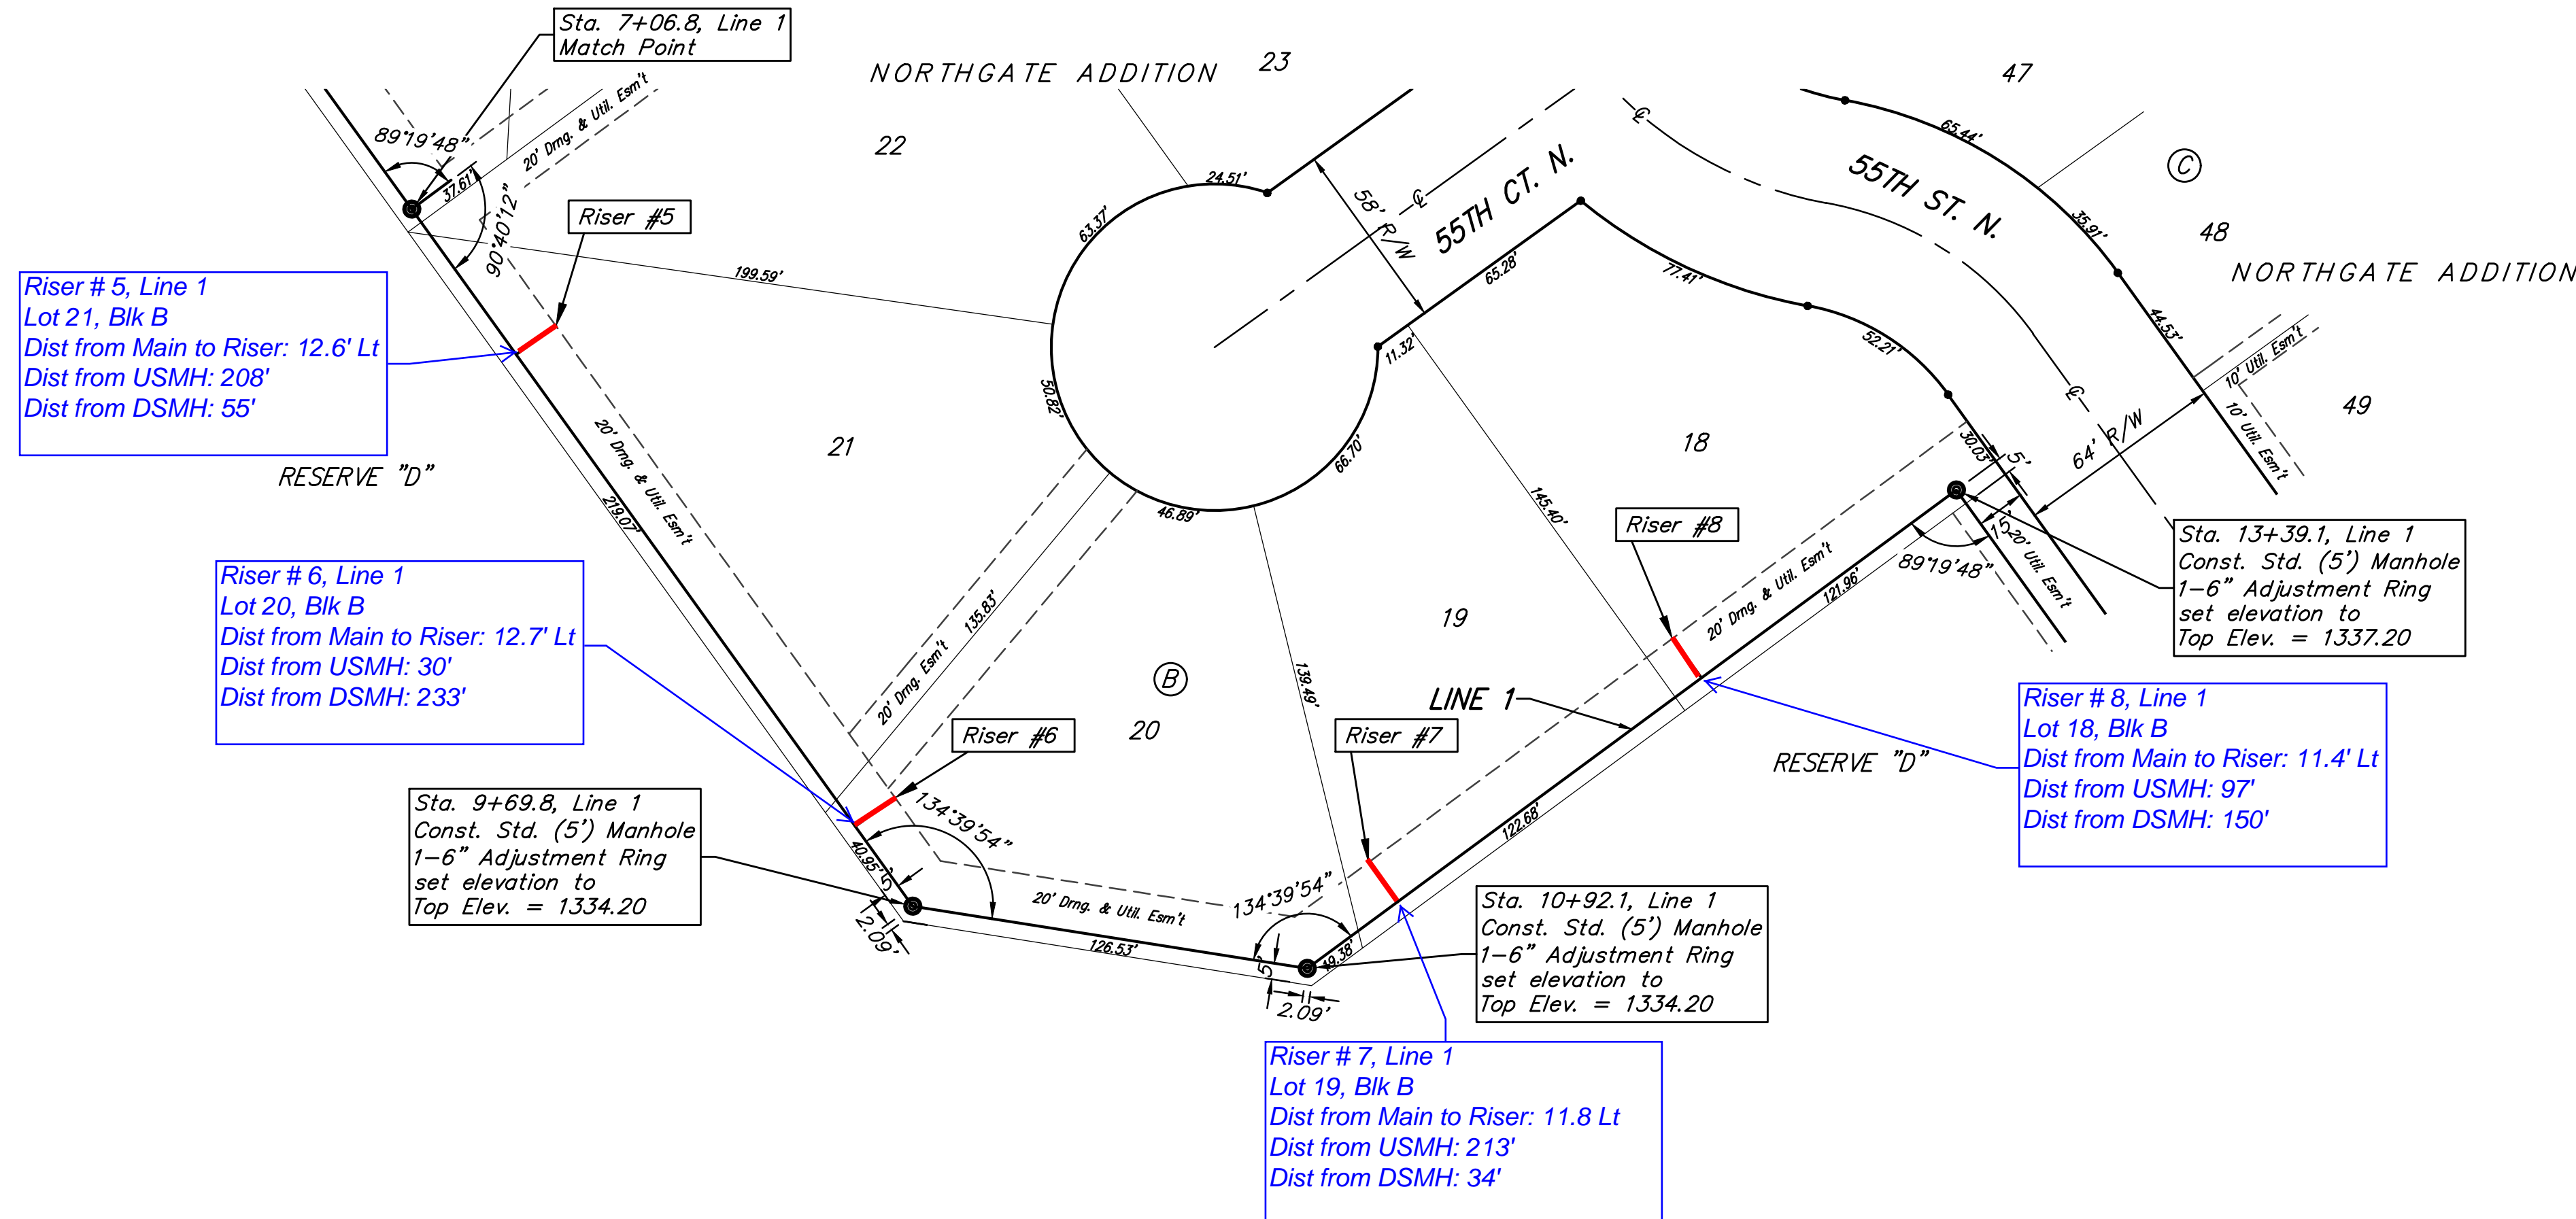 Sta. 7+06.8, Line 1
Match Point
NORTHGATE ADDITION
23
47
22
89°19'48"
37.61'
20' Drng. & Util. Esm't
90°40'12"
Riser #5
24.51'
63.37'
58' R/W
℄
55TH CT. N.
℄
55TH ST. N.
65.44'
C
35.91'
48
NORTHGATE ADDITION
Riser # 5, Line 1
Lot 21, Blk B
Dist from Main to Riser: 12.6' Lt
Dist from USMH: 208'
Dist from DSMH: 55'
199.59'
65.28'
77.41'
11.32'
52.21'
44.53'
10' Util. Esm't
10' Util. Esm't
49
℄
64' R/W
50.82'
66.70'
46.89'
21
18
30.03'
5'
15'
20' Util. Esm't
RESERVE "D"
20' Drng. & Util. Esm't
219.07'
145.40'
Riser #8
89°19'48"
121.96'
20' Drng. & Util. Esm't
Sta. 13+39.1, Line 1
Const. Std. (5') Manhole
1-6" Adjustment Ring
set elevation to
Top Elev. = 1337.20
Riser # 6, Line 1
Lot 20, Blk B
Dist from Main to Riser: 12.7' Lt
Dist from USMH: 30'
Dist from DSMH: 233'
135.83'
20' Drng. Esm't
19
139.49'
B
20
LINE 1
Riser #6
Riser #7
RESERVE "D"
Riser # 8, Line 1
Lot 18, Blk B
Dist from Main to Riser: 11.4' Lt
Dist from USMH: 97'
Dist from DSMH: 150'
Sta. 9+69.8, Line 1
Const. Std. (5') Manhole
1-6" Adjustment Ring
set elevation to
Top Elev. = 1334.20
134°39'54"
40.95'
5'
2.09'
20' Drng. & Util. Esm't
126.53'
134°39'54"
122.68'
49.38'
5'
2.09'
Sta. 10+92.1, Line 1
Const. Std. (5') Manhole
1-6" Adjustment Ring
set elevation to
Top Elev. = 1334.20
Riser # 7, Line 1
Lot 19, Blk B
Dist from Main to Riser: 11.8 Lt
Dist from USMH: 213'
Dist from DSMH: 34'